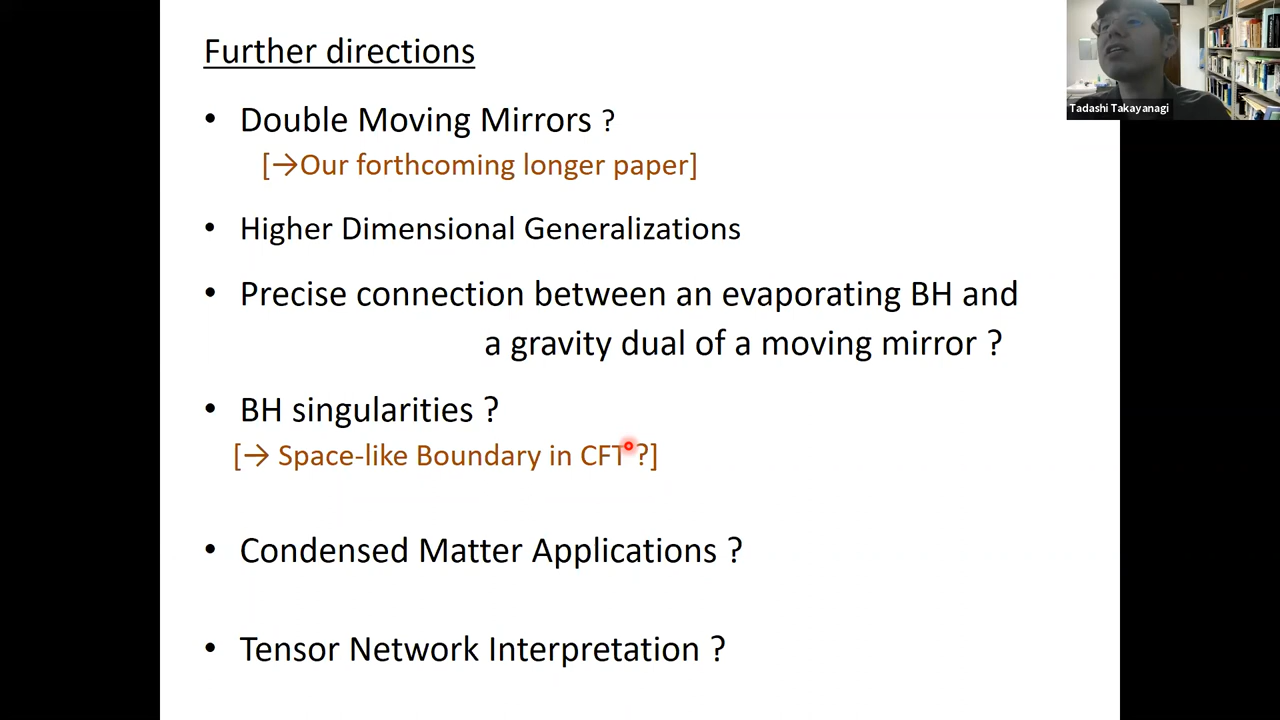 Further directions
• Double Moving Mirrors ?
[→Our forthcoming longer paper]
• Higher Dimensional Generalizations
• Precise connection between an evaporating BH and
a gravity dual of a moving mirror ?
• BH singularities ?
[→ Space-like Boundary in CFT ?]
• Condensed Matter Applications ?
• Tensor Network Interpretation ?
Tadashi Takayanagi